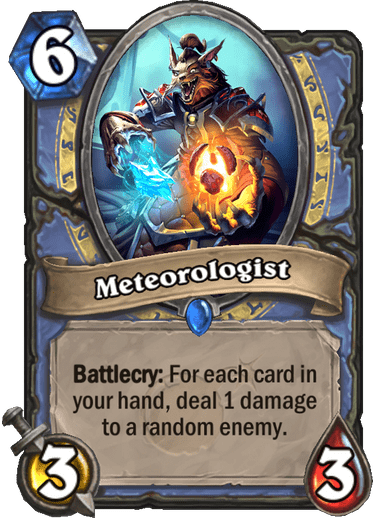 6
Meteorologist
Battlecry: For each card in
your hand, deal 1 damage
to a random enemy.
3 3